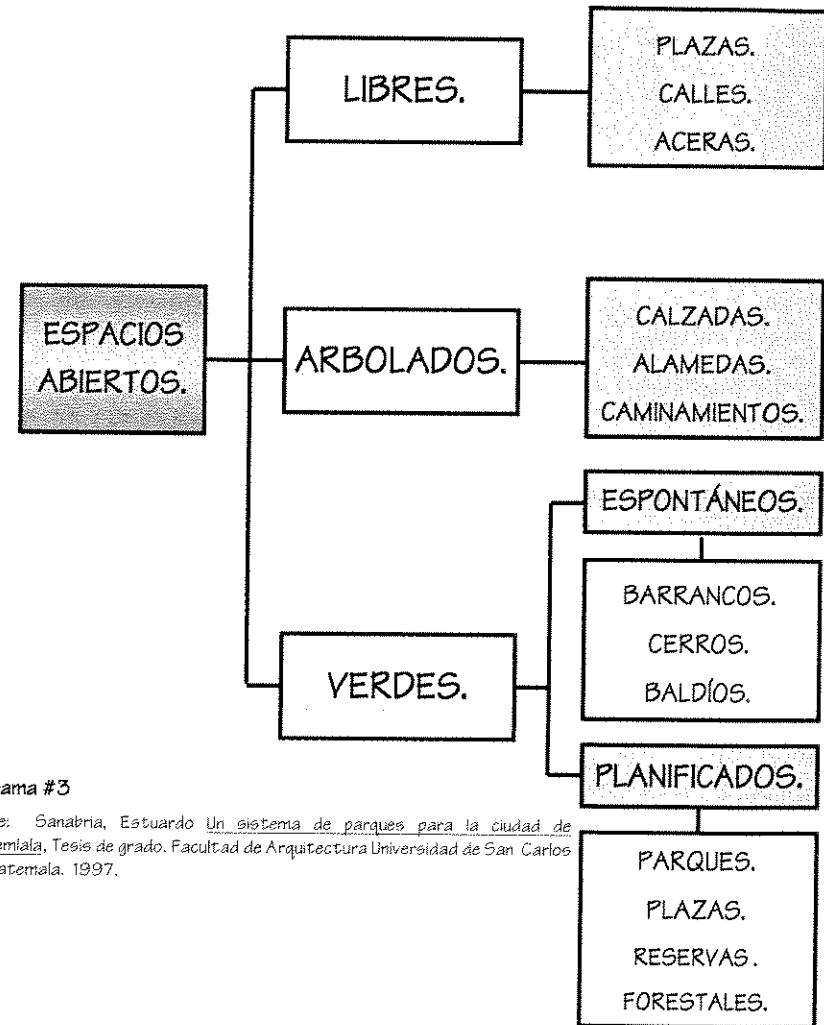 LIBRES.
PLAZAS.
CALLES.
ACERAS.
ESPACIOS
ABIERTOS.
ARBOLADOS.
CALZADAS.
ALAMEDAS.
CAMINAMIENTOS.
VERDES.
ESPONTÁNEOS.
BARRANCOS.
CERROS.
BALDÍOS.
PLANIFICADOS.
PARQUES.
PLAZAS.
RESERVAS.
FORESTALES.
ama #3
e: Sanabria, Estuardo Un sistema de parques para la ciudad de
emlala, Tesis de grado. Facultad de Arquitectura Universidad de San Carlos
atemala. 1997.